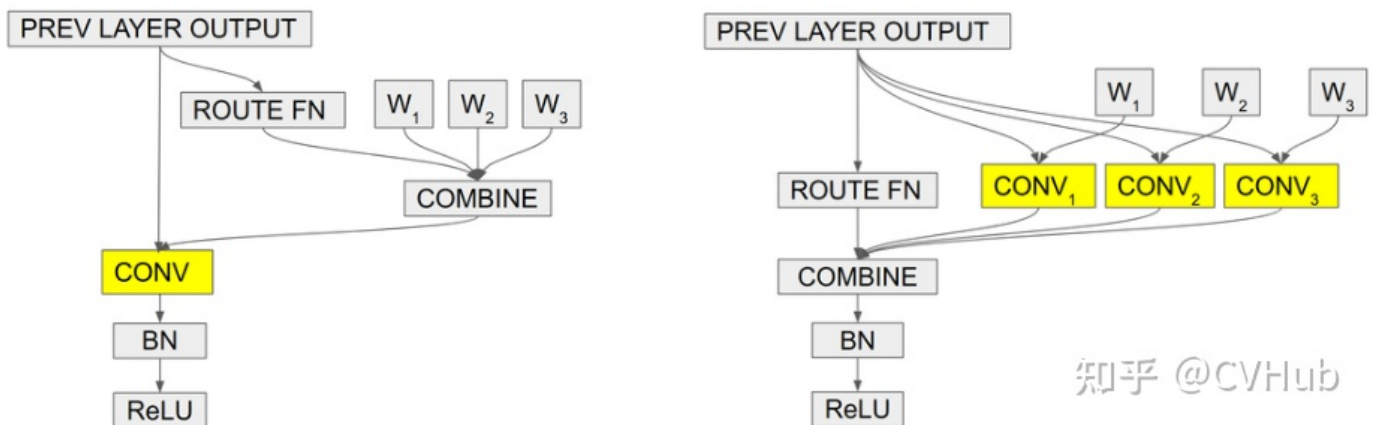 PREV LAYER OUTPUT
ROUTE FN
W1
W2
W3
COMBINE
CONV
BN
ReLU
PREV LAYER OUTPUT
W1
W2
W3
ROUTE FN
CONV1
CONV2
CONV3
COMBINE
BN
ReLU
知乎 @CVHub